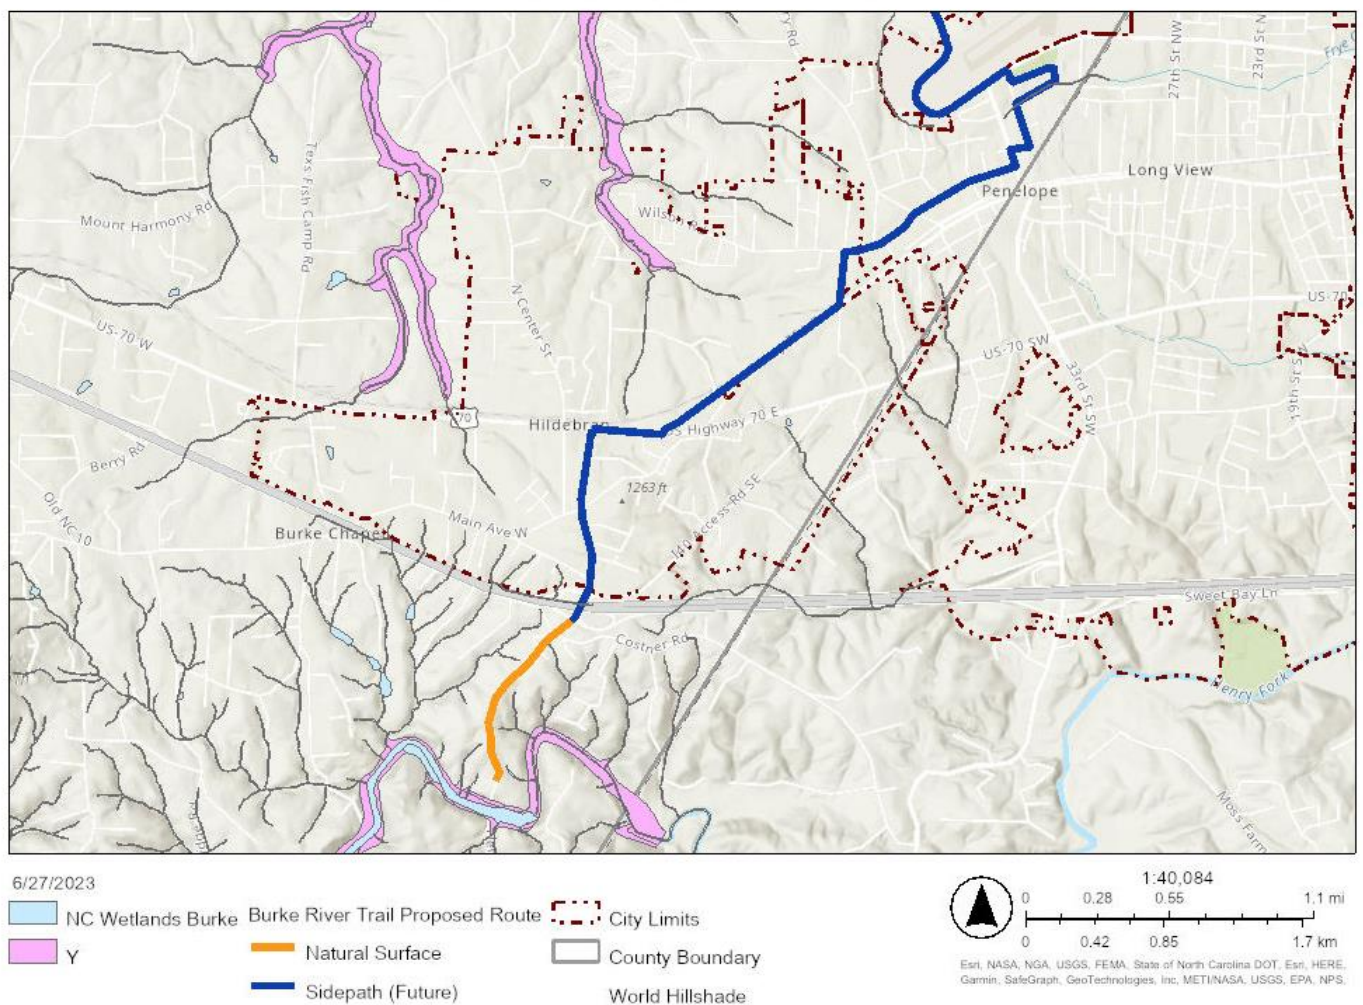 27th St NW
23rd St N
Frye
Texs Fish Camp Rd
Long View
Penelope
Mount Harmony Rd
Wilson R
N Center St
US-70
US-70 W
US-70 SW
33rd St SW
19th St SW
70
Hildebran
US Highway 70 E
Berry Rd
1263 ft
Old NC 10
Main Ave W
I40 Access Rd SE
Burke Chapel
Sweet Bay Ln
Costner Rd
Henry Fork
Moss Farm
6/27/2023
NC Wetlands Burke
Y
Burke River Trail Proposed Route
Natural Surface
Sidepath (Future)
City Limits
County Boundary
World Hillshade
1:40,084
0 0.28 0.55 1.1 mi
0 0.42 0.85 1.7 km
Esri, NASA, NGA, USGS, FEMA, State of North Carolina DOT, Esri, HERE,
Garmin, SafeGraph, GeoTechnologies, Inc, METI/NASA, USGS, EPA, NPS,